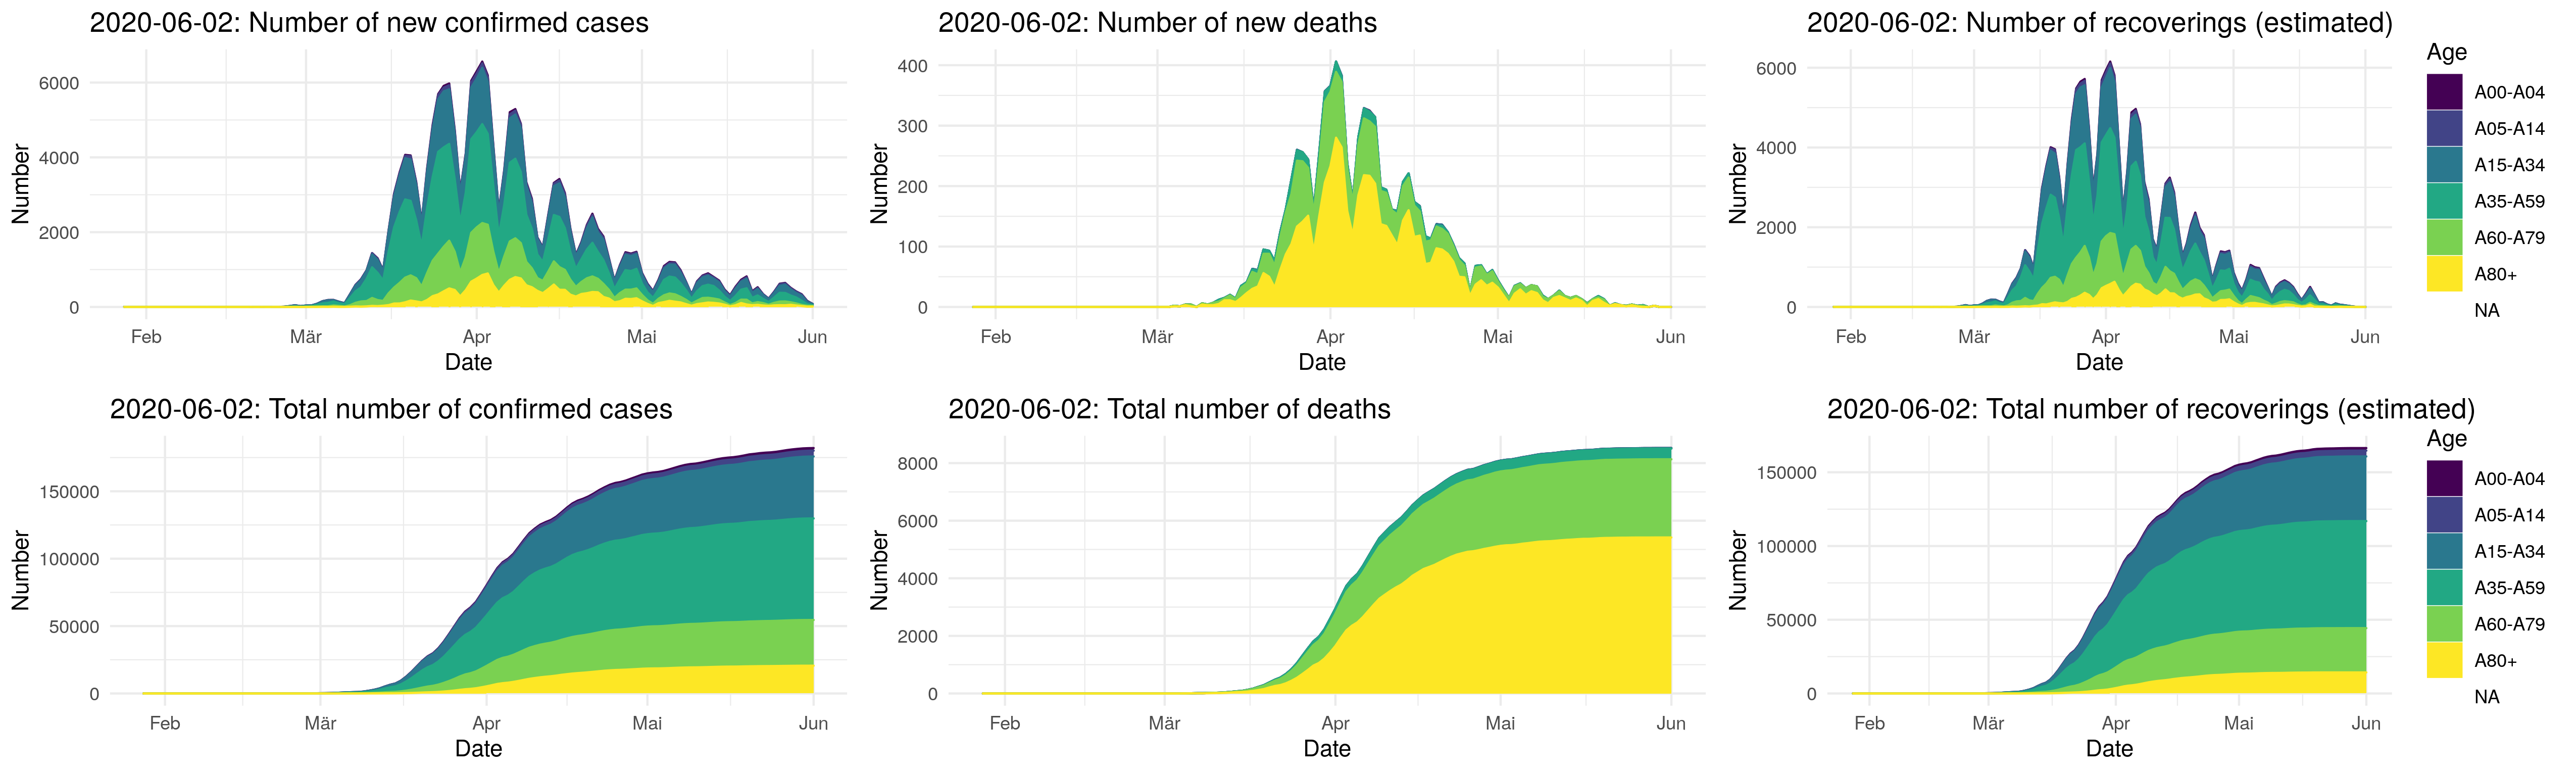 2020-06-02: Number of new confirmed cases
Number
6000
4000
2000
0
Feb
Mär
Apr
Mai
Jun
Date
2020-06-02: Number of new deaths
Number
400
300
200
100
0
Feb
Mär
Apr
Mai
Jun
Date
2020-06-02: Number of recoverings (estimated)
Number
6000
4000
2000
0
Feb
Mär
Apr
Mai
Jun
Date
Age
A00-A04
A05-A14
A15-A34
A35-A59
A60-A79
A80+
NA
2020-06-02: Total number of confirmed cases
Number
150000
100000
50000
0
Feb
Mär
Apr
Mai
Jun
Date
2020-06-02: Total number of deaths
Number
8000
6000
4000
2000
0
Feb
Mär
Apr
Mai
Jun
Date
2020-06-02: Total number of recoverings (estimated)
Number
150000
100000
50000
0
Feb
Mär
Apr
Mai
Jun
Date
Age
A00-A04
A05-A14
A15-A34
A35-A59
A60-A79
A80+
NA